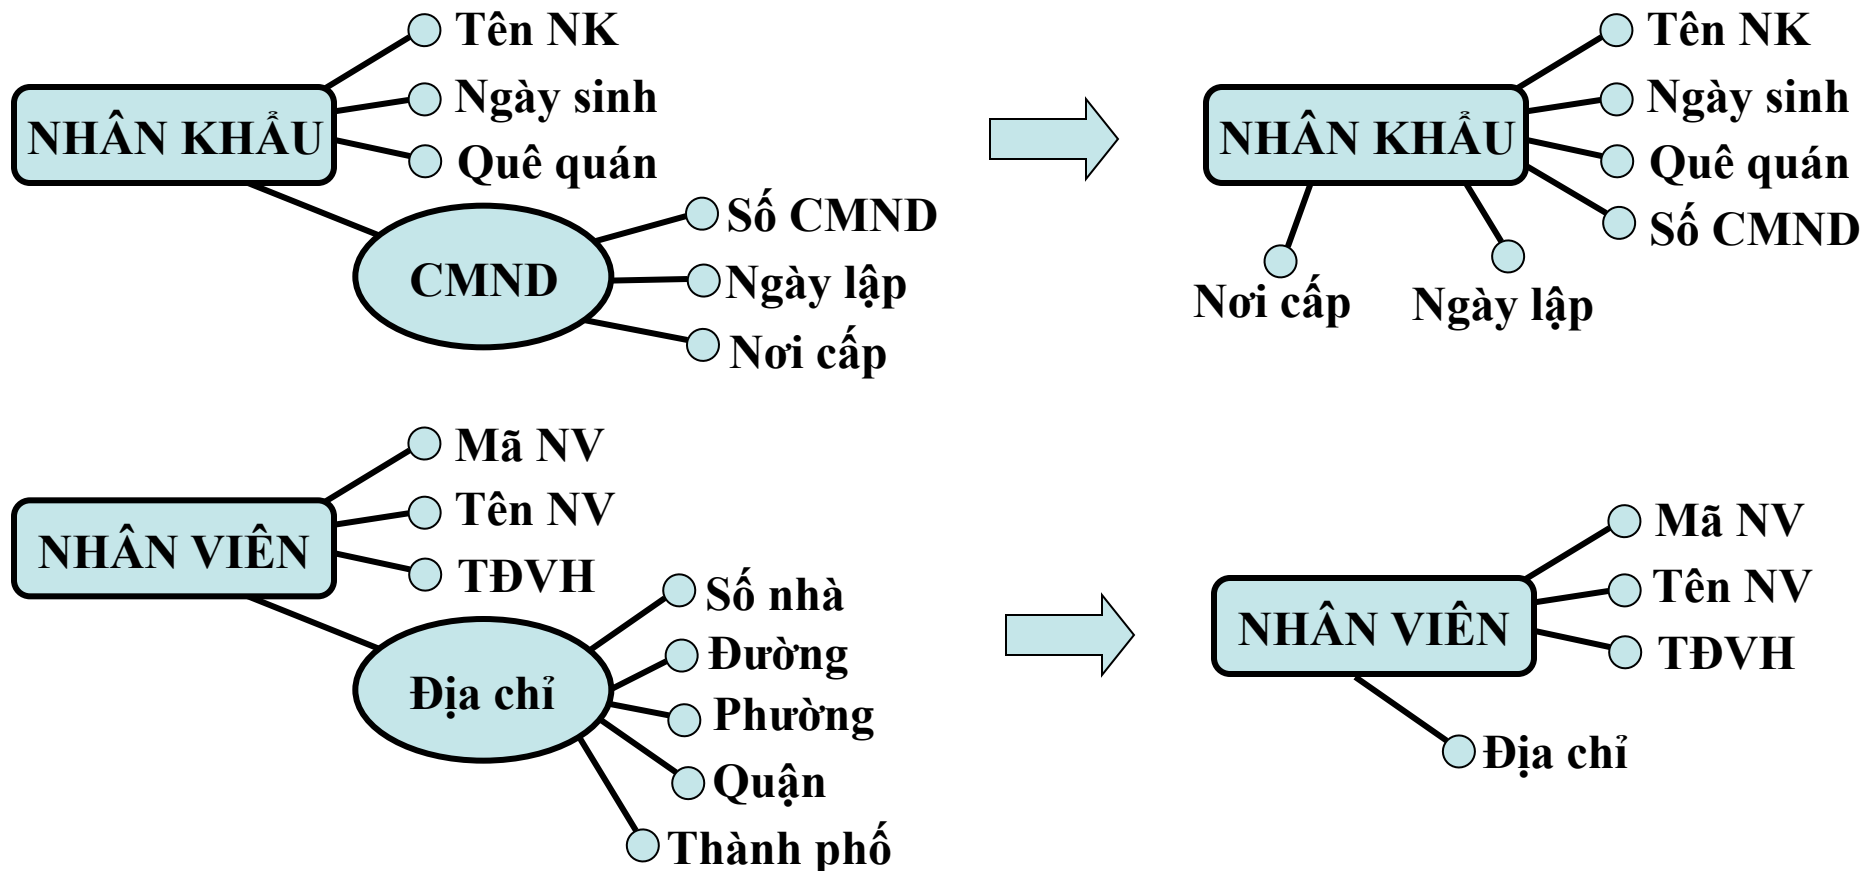 Tên NK
Ngày sinh
NHÂN KHẨU
Quê quán
Số CMND
CMND
Ngày lập
Nơi cấp
Tên NK
Ngày sinh
NHÂN KHẨU
Quê quán
Số CMND
Nơi cấp
Ngày lập
Mã NV
Tên NV
NHÂN VIÊN
TĐVH
Số nhà
Đường
Địa chỉ
Phường
Quận
Thành phố
Mã NV
Tên NV
NHÂN VIÊN
TĐVH
Địa chỉ